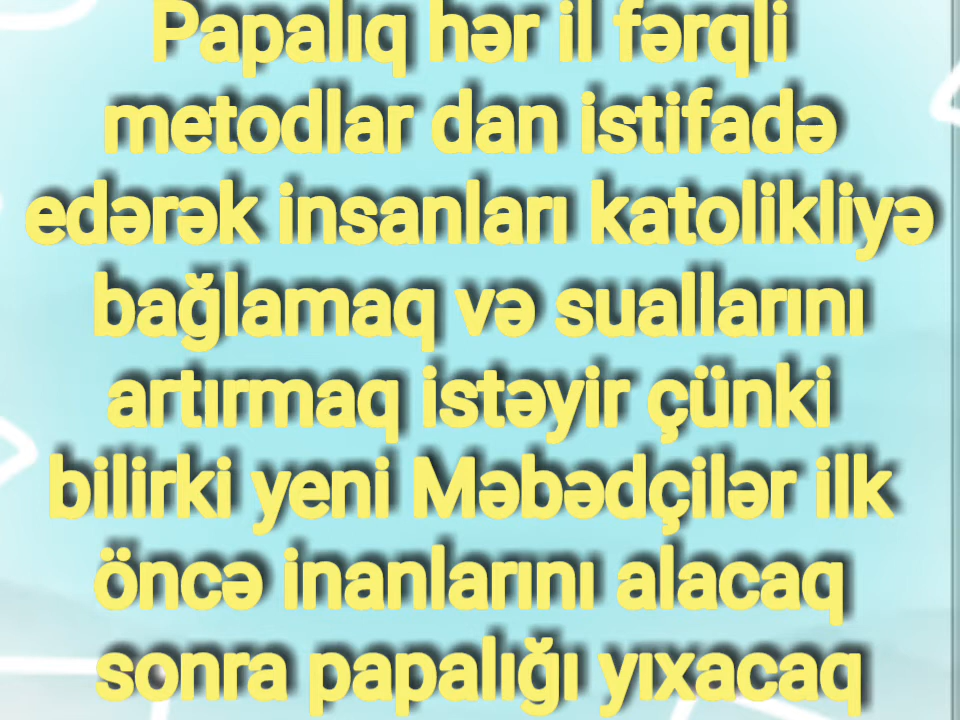 Papalıq hər il fərqli
metodlar dan istifadə
edərək insanları katolikliyə
bağlamaq və suallarını
artırmaq istəyir çünki
bilirki yeni Məbədçilər ilk
öncə inanlarını alacaq
sonra papalığı yıxacaq